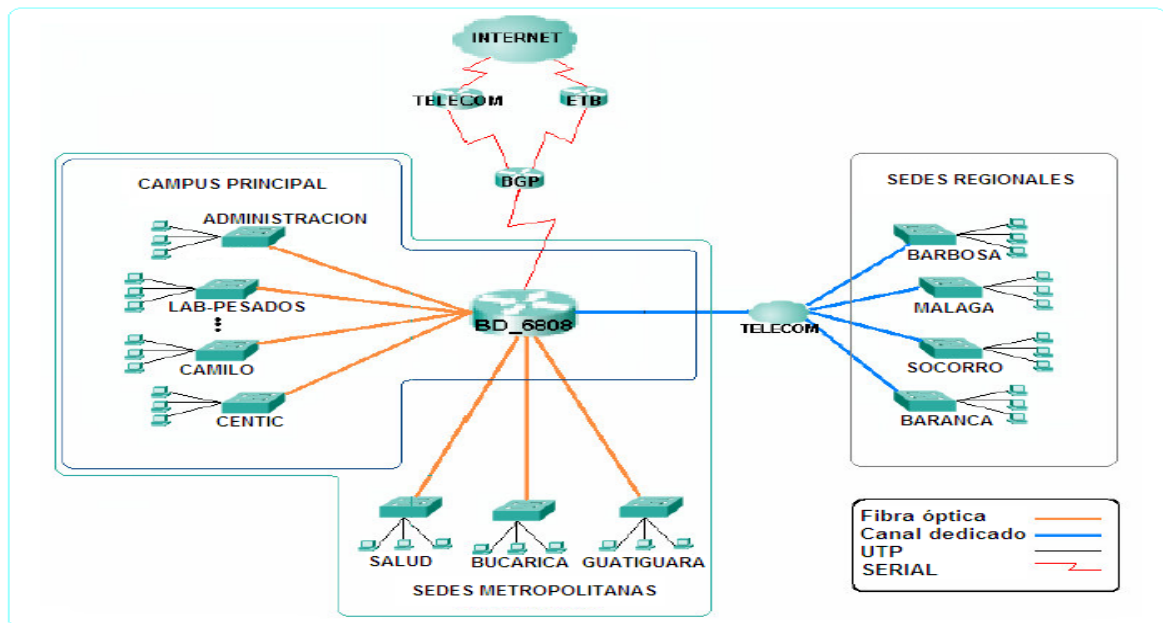 INTERNET
TELECOM
ETB
BGP
CAMPUS PRINCIPAL
ADMINISTRACION
LAB-PESADOS
CAMILO
CENTIC
BD_6808
TELECOM
SEDES REGIONALES
BARBOSA
MALAGA
SOCORRO
BARANCA
SALUD
BUCARICA
GUATIGUARA
SEDES METROPOLITANAS
Fibra óptica
Canal dedicado
UTP
SERIAL